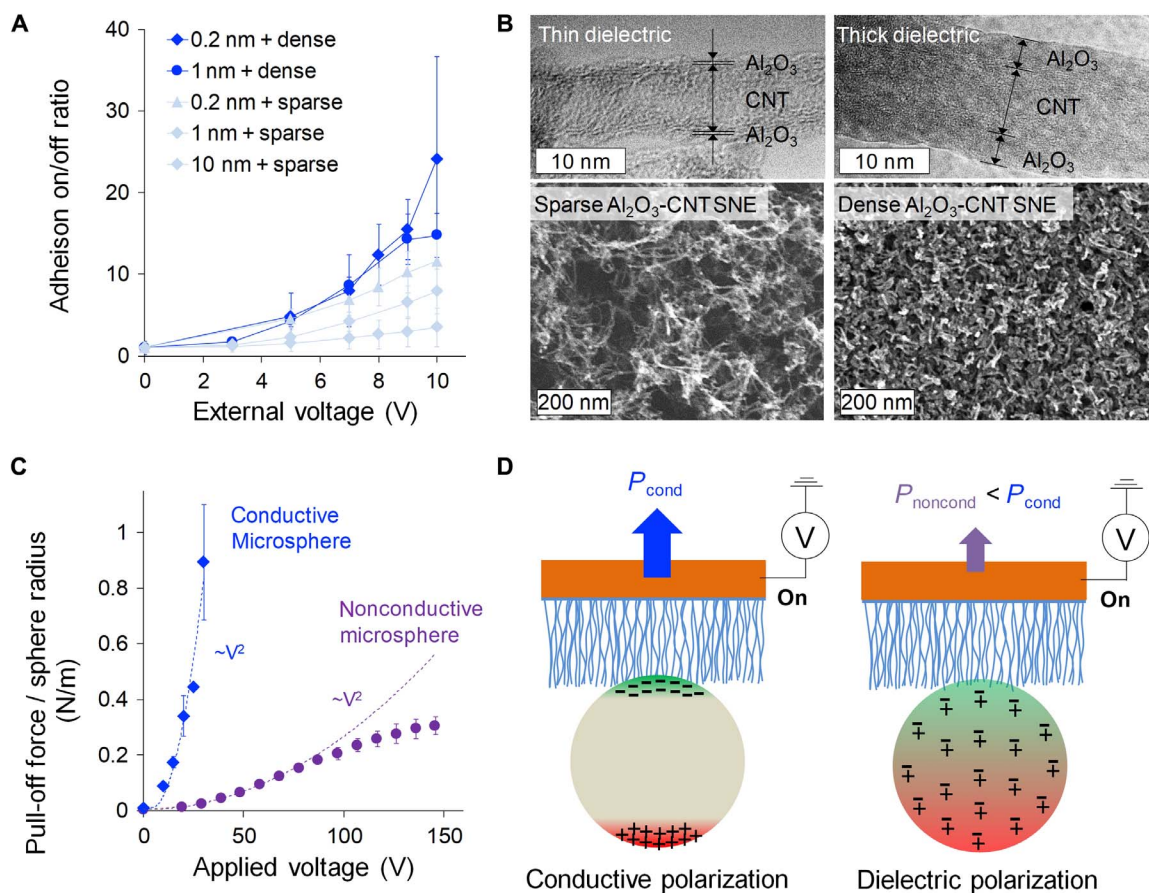 A
Adheison on/off ratio
40
30
20
10
0
0 2 4 6 8 10
External voltage (V)
0.2 nm + dense
1 nm + dense
0.2 nm + sparse
1 nm + sparse
10 nm + sparse
B
Thin dielectric
Al₂O₃
CNT
Al₂O₃
10 nm
Thick dielectric
Al₂O₃
CNT
Al₂O₃
10 nm
Sparse Al₂O₃-CNT SNE
200 nm
Dense Al₂O₃-CNT SNE
200 nm
C
Pull-off force / sphere radius
(N/m)
1
0.8
0.6
0.4
0.2
0
0 50 100 150
Applied voltage (V)
Conductive
Microsphere
~V²
Nonconductive
microsphere
~V²
D
P cond
V
On
Conductive polarization
P noncond < P cond
V
On
Dielectric polarization